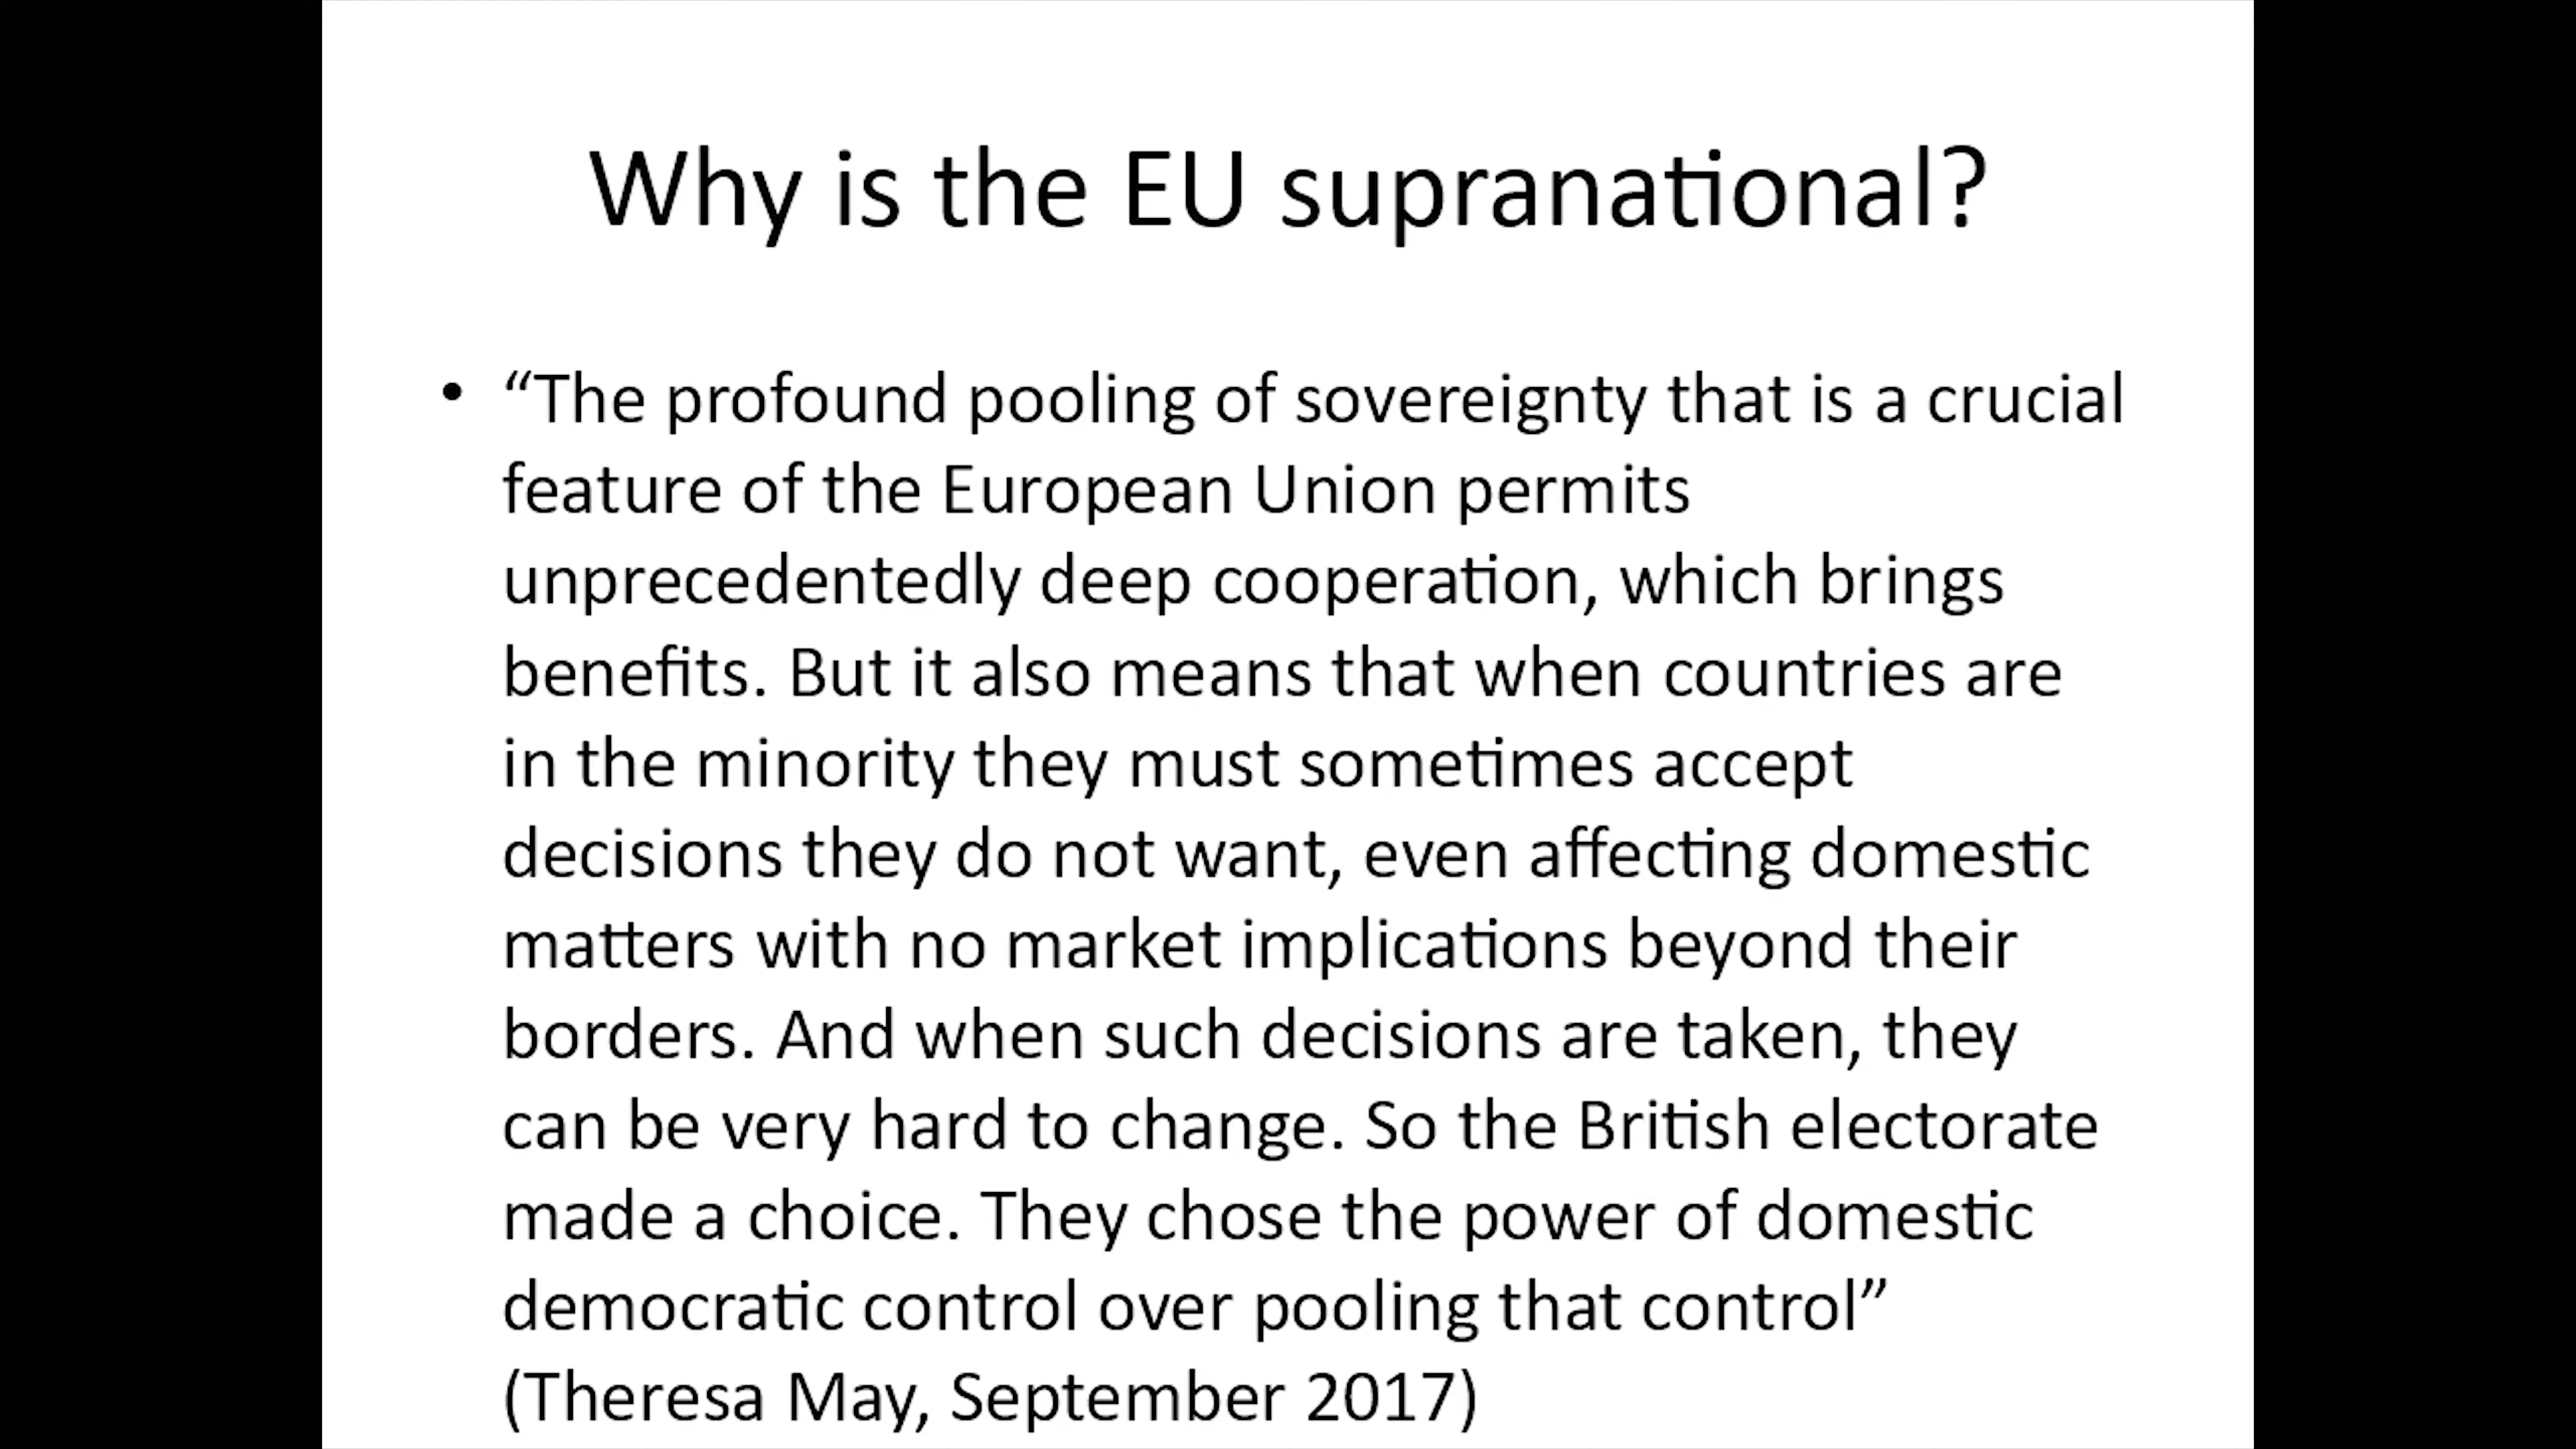 Why is the EU supranational?
• “The profound pooling of sovereignty that is a crucial
feature of the European Union permits
unprecedentedly deep cooperation, which brings
benefits. But it also means that when countries are
in the minority they must sometimes accept
decisions they do not want, even affecting domestic
matters with no market implications beyond their
borders. And when such decisions are taken, they
can be very hard to change. So the British electorate
made a choice. They chose the power of domestic
democratic control over pooling that control”
(Theresa May, September 2017)